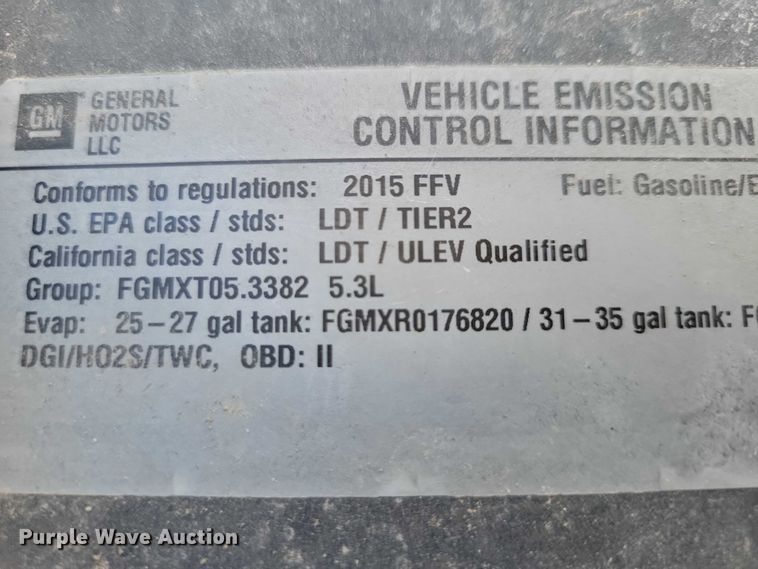 GM GENERAL MOTORS LLC
VEHICLE EMISSION
CONTROL INFORMATION
Conforms to regulations: 2015 FFV Fuel: Gasoline/E
U.S. EPA class / stds: LDT / TIER2
California class / stds: LDT / ULEV Qualified
Group: FGMXT05.3382 5.3L
Evap: 25-27 gal tank: FGMXR0176820 / 31-35 gal tank: F
DGI/HO2S/TWC, OBD: II
Purple Wave Auction